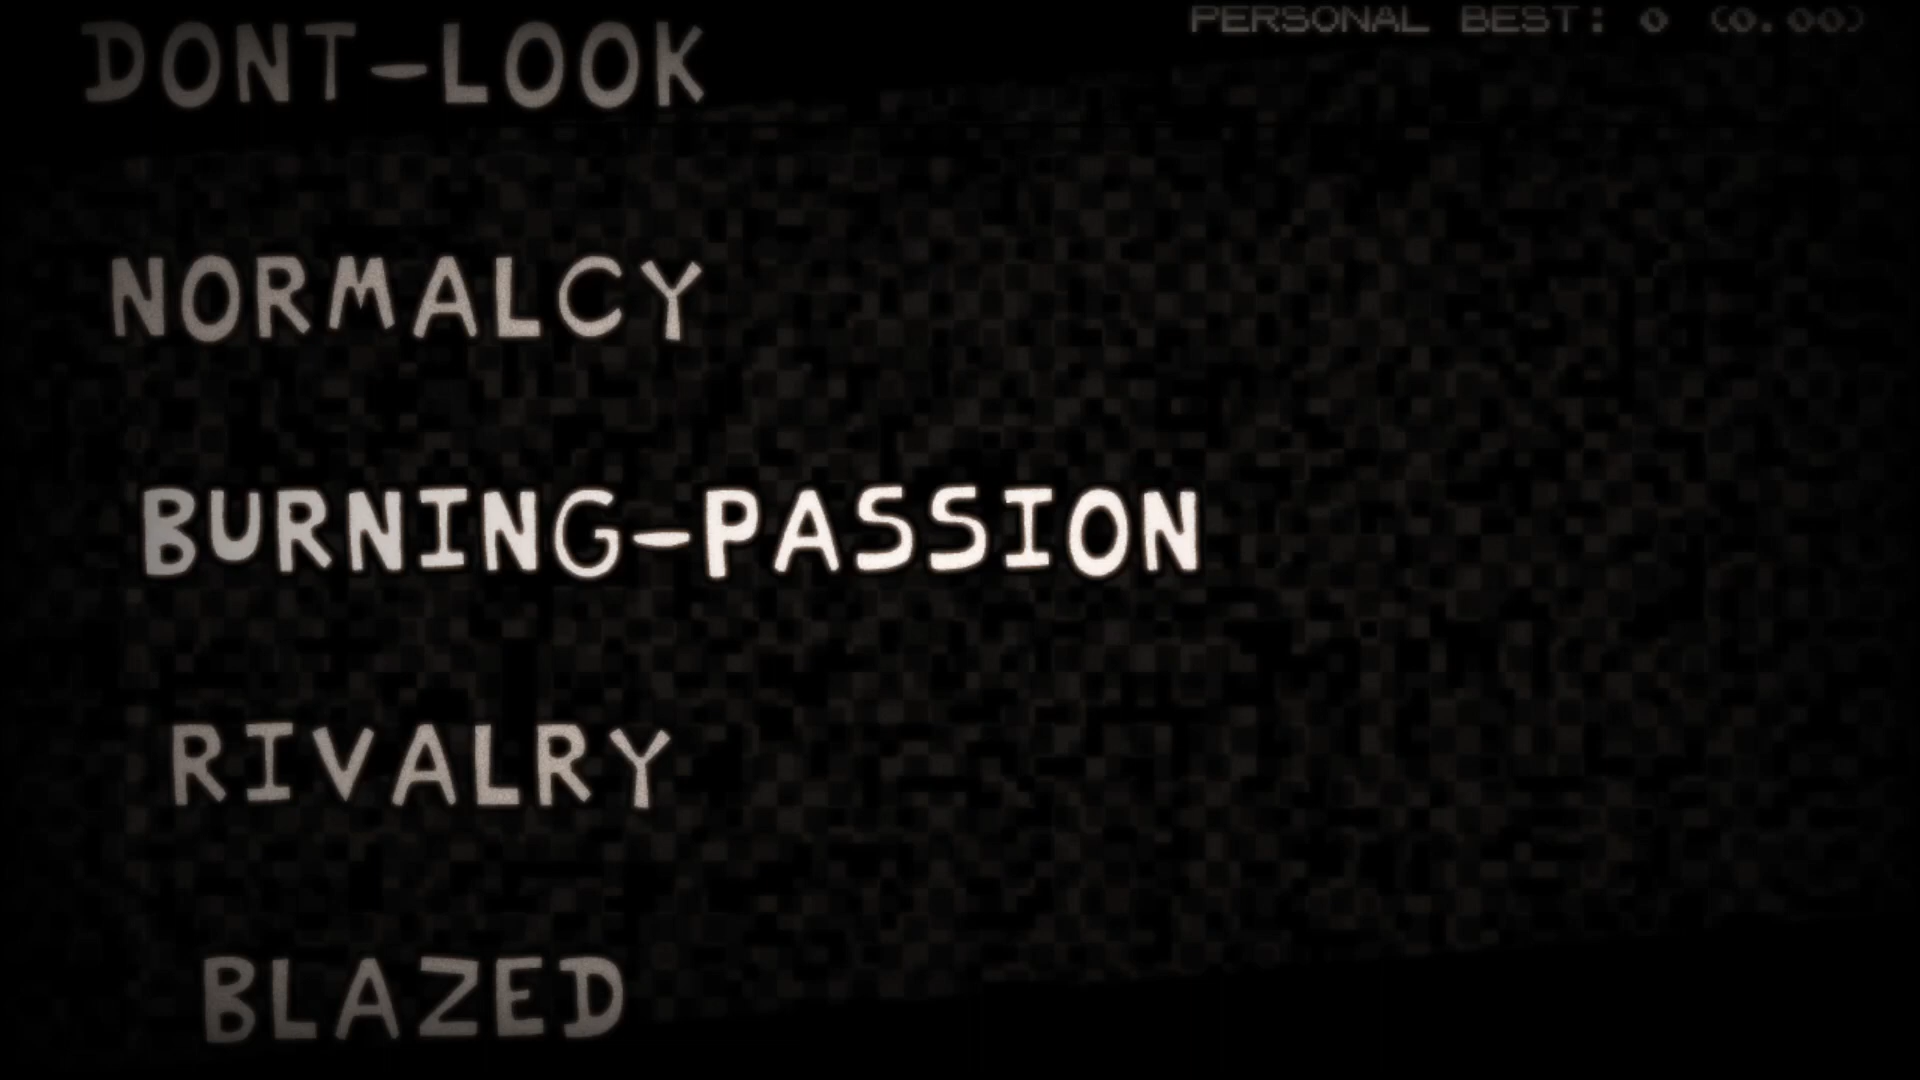 PERSONAL BEST: 0 (0.00)
DONT-LOOK
NORMALCY
BURNING-PASSION
RIVALRY
BLAZED